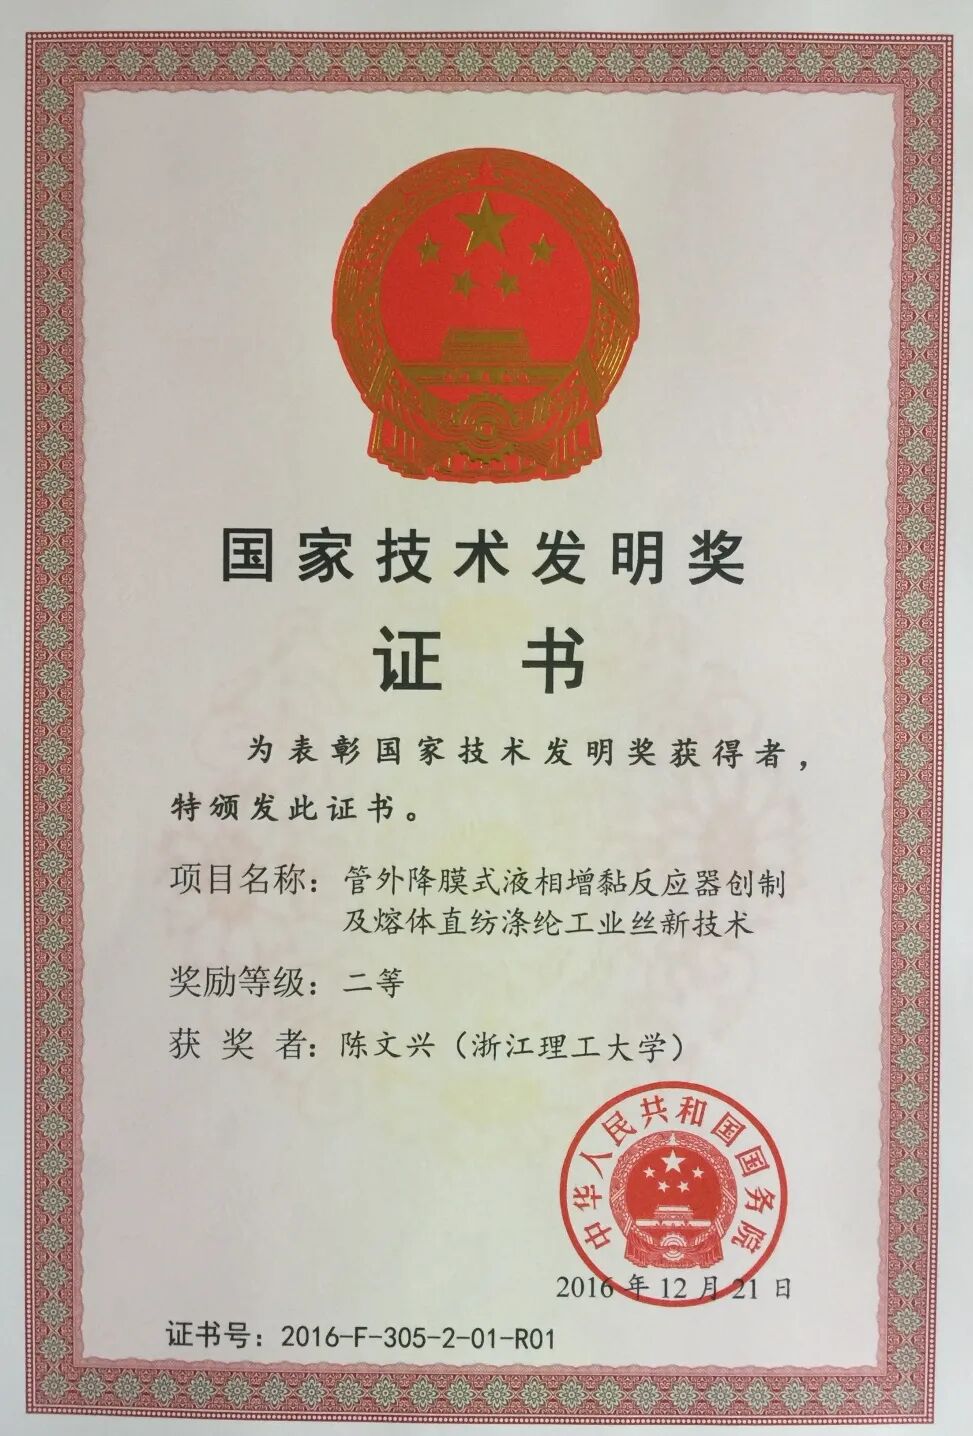 国家技术发明奖
证书
为表彰国家技术发明奖获得者，
特颁发此证书。
项目名称：管外降膜式液相增黏反应器创制
及熔体直纺涤纶工业丝新技术
奖励等级：二等
获奖者：陈文兴（浙江理工大学）
中华人民共和国国务院
2016年12月21日
证书号：2016-F-305-2-01-R01